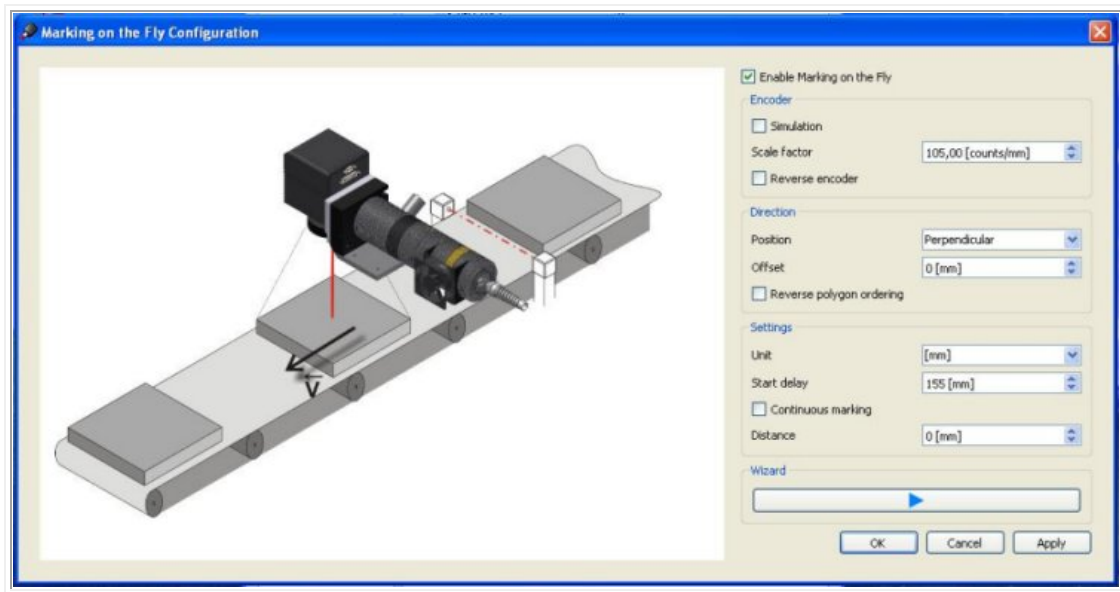 Marking on the Fly Configuration
Enable Marking on the Fly
Encoder
Simulation
Scale factor 105,00 [counts/mm]
Reverse encoder
Direction
Position Perpendicular
Offset 0 [mm]
Reverse polygon ordering
Settings
Unit [mm]
Start delay 155 [mm]
Continuous marking
Distance 0 [mm]
Wizard
OK Cancel Apply
V